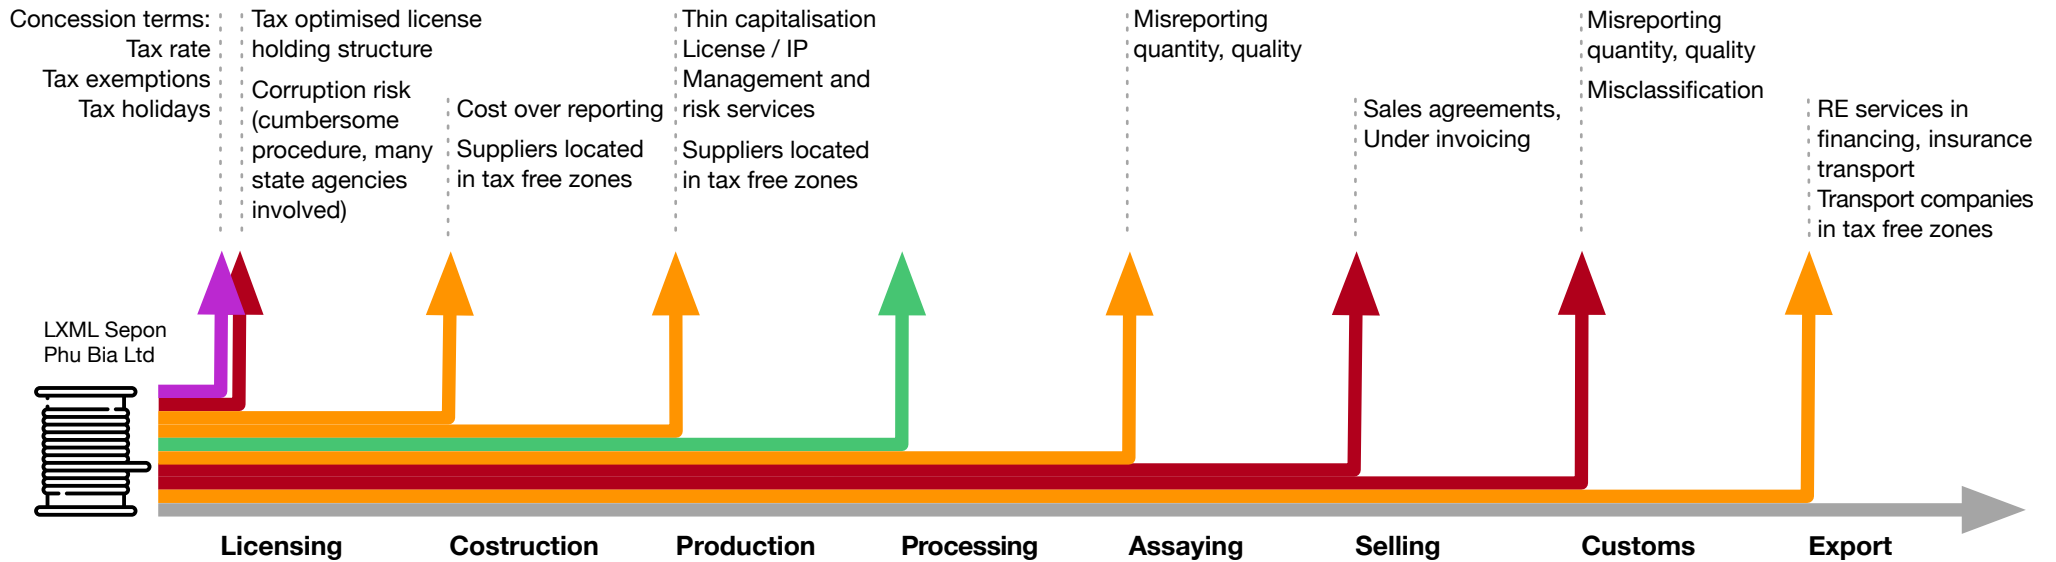 Concession terms:
Tax rate
Tax exemptions
Tax holidays
Tax optimised license
holding structure
Corruption risk
(cumbersome
procedure, many
state agencies
involved)
Cost over reporting
Suppliers located
in tax free zones
Thin capitalisation
License / IP
Management and
risk services
Suppliers located
in tax free zones
Misreporting
quantity, quality
Sales agreements,
Under invoicing
Misreporting
quantity, quality
Misclassification
RE services in
financing, insurance
transport
Transport companies
in tax free zones
LXML Sepon
Phu Bia Ltd
Licensing
Costruction
Production
Processing
Assaying
Selling
Customs
Export